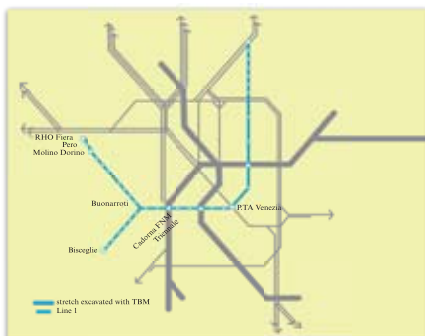 RHO Fiera
Pero
Molino Dorino
Buonarroti
P.TA Venezia
Cadorna FNM
Triennale
Bisceglie
stretch excavated with TBM
Line 1